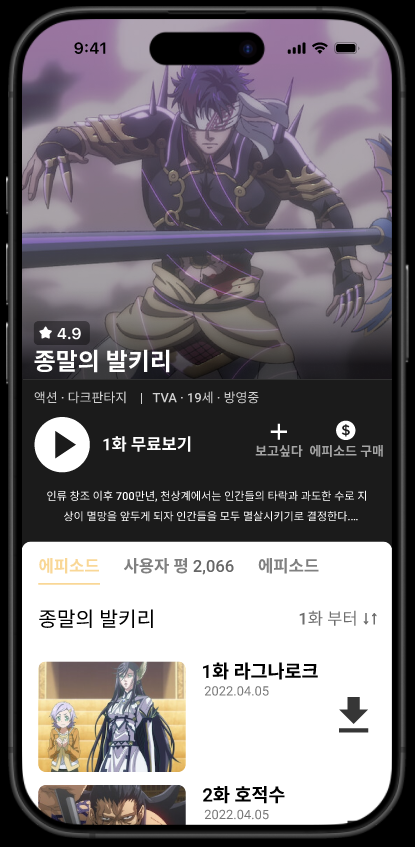 9:41
4.9
종말의 발키리
액션 · 다크판타지 | TVA · 19세 · 방영중
1화 무료보기
보고싶다
$
에피소드 구매
인류 창조 이후 700만년, 천상계에서는 인간들의 타락과 과도한 수로 지
상이 멸망을 앞두게 되자 인간들을 모두 멸살시키기로 결정한다....
에피소드 사용자 평 2,066 에피소드
종말의 발키리
1화 부터
1화 라그나로크
2022.04.05
2화 호적수
2022.04.05